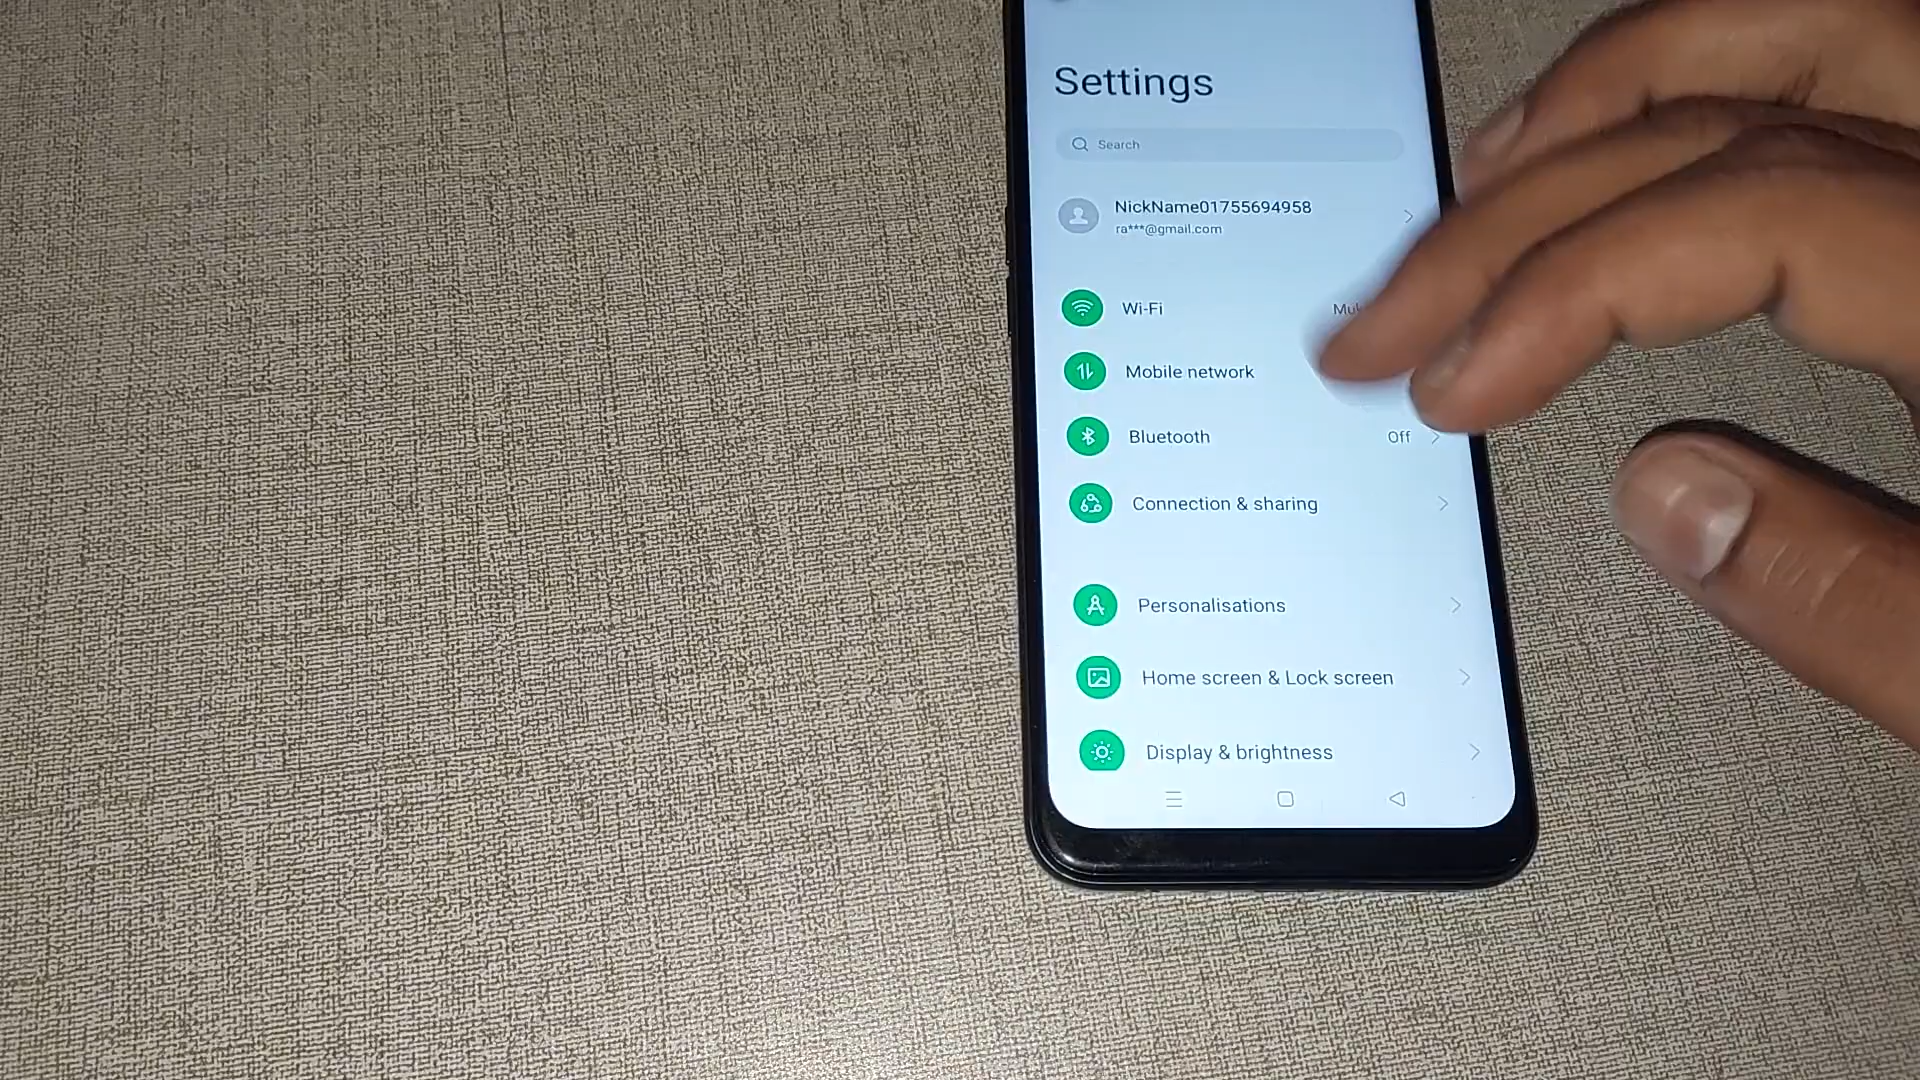 Settings
Search
NickName01755694958
ra***@gmail.com
Wi-Fi
Mobile network
Bluetooth Off
Connection & sharing
Personalisations
Home screen & Lock screen
Display & brightness